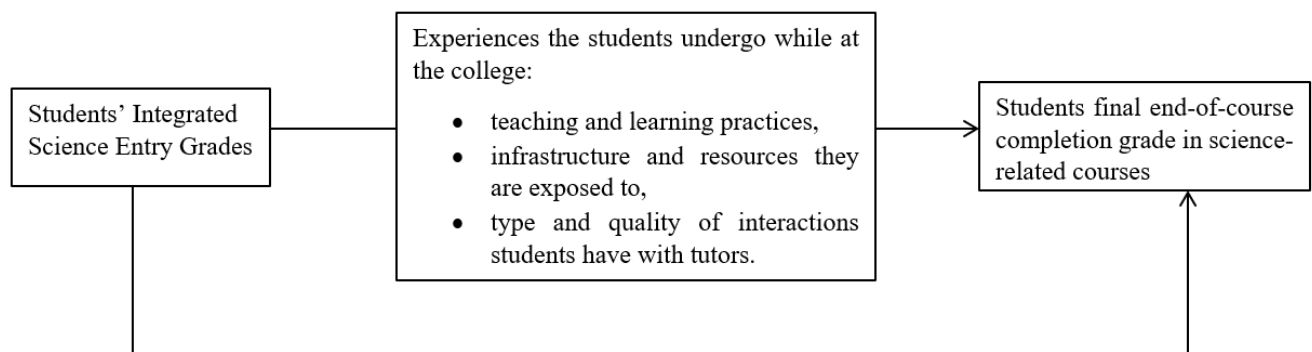 Students’ Integrated
Science Entry Grades
Experiences the students undergo while at
the college:
• teaching and learning practices,
• infrastructure and resources they
are exposed to,
• type and quality of interactions
students have with tutors.
Students final end-of-course
completion grade in science-
related courses